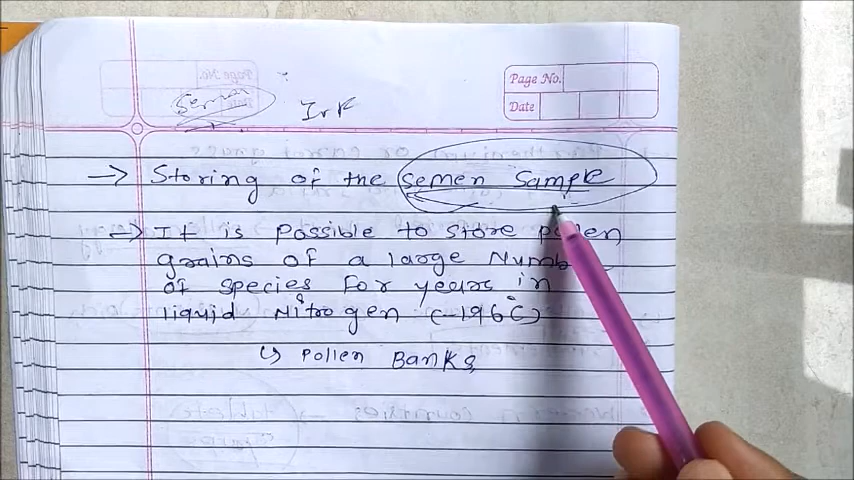 Page No.
Date
Semen
→ Storing of the semen sample
→ It is possible to store pollen
grains of a large Number
of species for years in
liquid Nitrogen (-196°C)
↳ Pollen Banks,